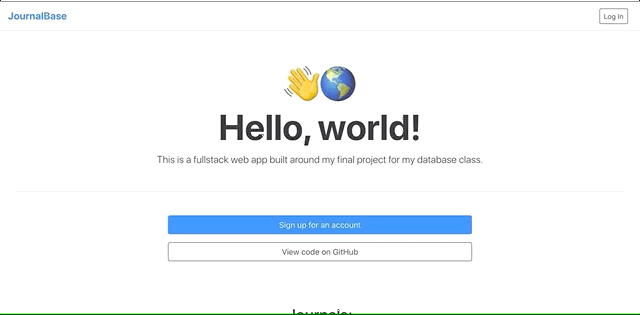 JournalBase
Log In
Hello, world!
This is a fullstack web app built around my final project for my database class.
Sign up for an account
View code on GitHub
Journals: